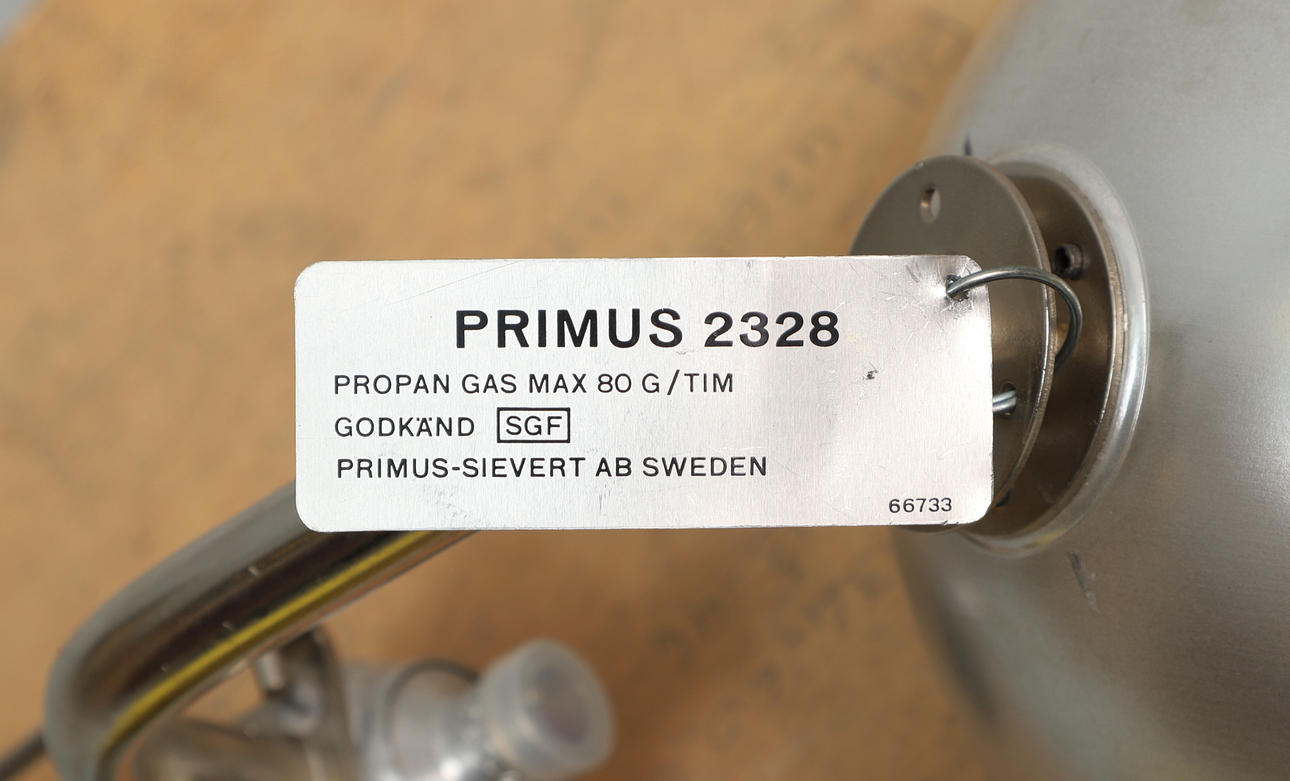 PRIMUS 2328
PROPAN GAS MAX 80 G/TIM
GODKÄND SGF
PRIMUS-SIEVERT AB SWEDEN
66733